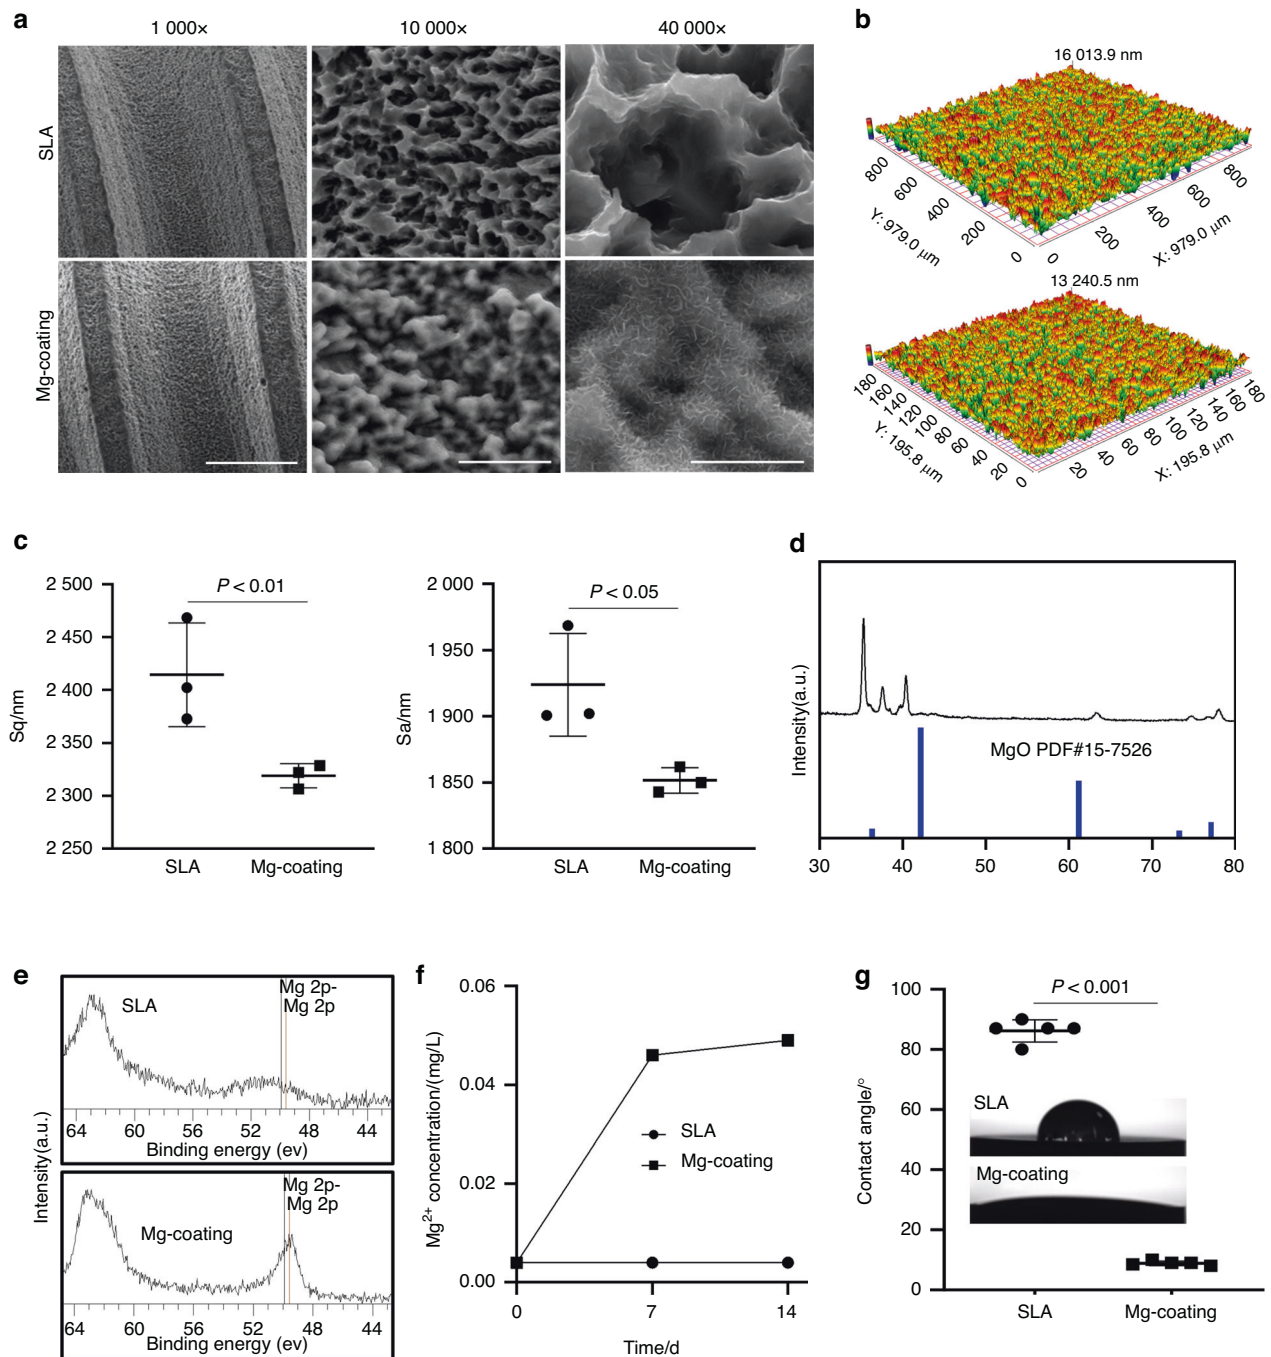 a
1 000×
10 000×
40 000×
SLA
Mg-coating
b
16 013.9 nm
800
600
400
200
0
Y: 979.0 μm
0
200
400
600
800
X: 979.0 μm
13 240.5 nm
180
160
140
120
100
80
60
40
20
0
Y: 195.8 μm
20
40
60
80
100
120
140
160
180
X: 195.8 μm
c
2 500
2 450
2 400
2 350
2 300
2 250
Sq/nm
P < 0.01
SLA
Mg-coating
2 000
1 950
1 900
1 850
1 800
Sa/nm
P < 0.05
SLA
Mg-coating
d
Intensity(a.u.)
MgO PDF#15-7526
30
40
50
60
70
80
e
Intensity(a.u.)
SLA
Mg 2p-
Mg 2p
64
60
56
52
48
44
Binding energy (ev)
Mg-coating
Mg 2p-
Mg 2p
64
60
56
52
48
44
Binding energy (ev)
f
0.06
0.04
0.02
0.00
Mg2+ concentration/(mg/L)
SLA
Mg-coating
0
7
14
Time/d
g
100
80
60
40
20
0
Contact angle/°
P < 0.001
SLA
Mg-coating
SLA
Mg-coating